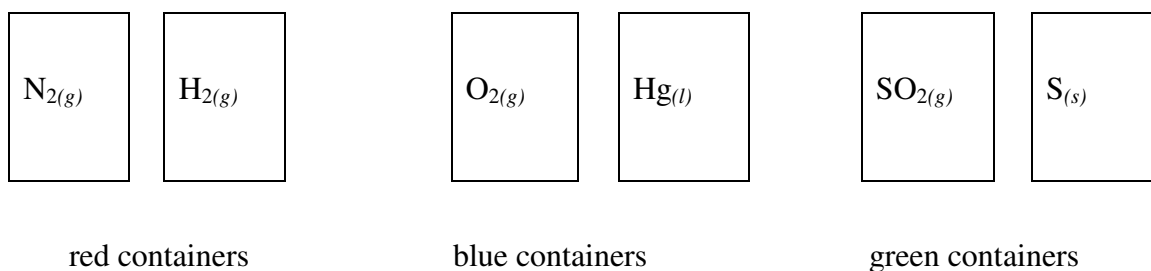 N₂(g) H₂(g) O₂(g) Hg(l) SO₂(g) S(s)
red containers blue containers green containers